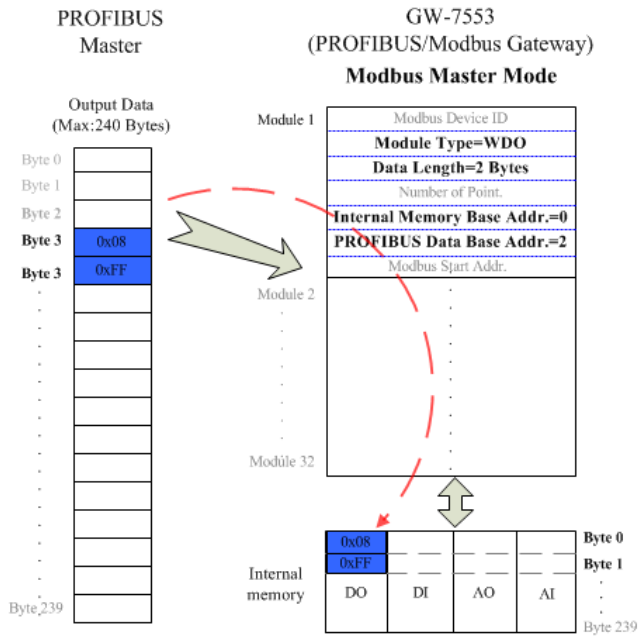 PROFIBUS
Master
GW-7553
(PROFIBUS/Modbus Gateway)
Modbus Master Mode
Output Data
(Max:240 Bytes)
Byte 0
Byte 1
Byte 2
Byte 3
0x08
Byte 3
0xFF
Byte 239
Module 1
Modbus Device ID
Module Type=WDO
Data Length=2 Bytes
Number of Point.
Internal Memory Base Addr.=0
PROFIBUS Data Base Addr.=2
Modbus Start Addr.
Module 2
Module 32
Internal
memory
0x08
0xFF
DO
DI
AO
AI
Byte 0
Byte 1
Byte 239